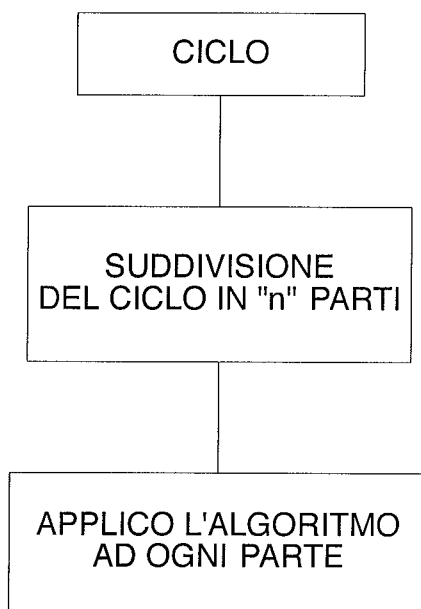 CICLO
SUDDIVISIONE
DEL CICLO IN "n" PARTI
APPLICO L'ALGORITMO
AD OGNI PARTE